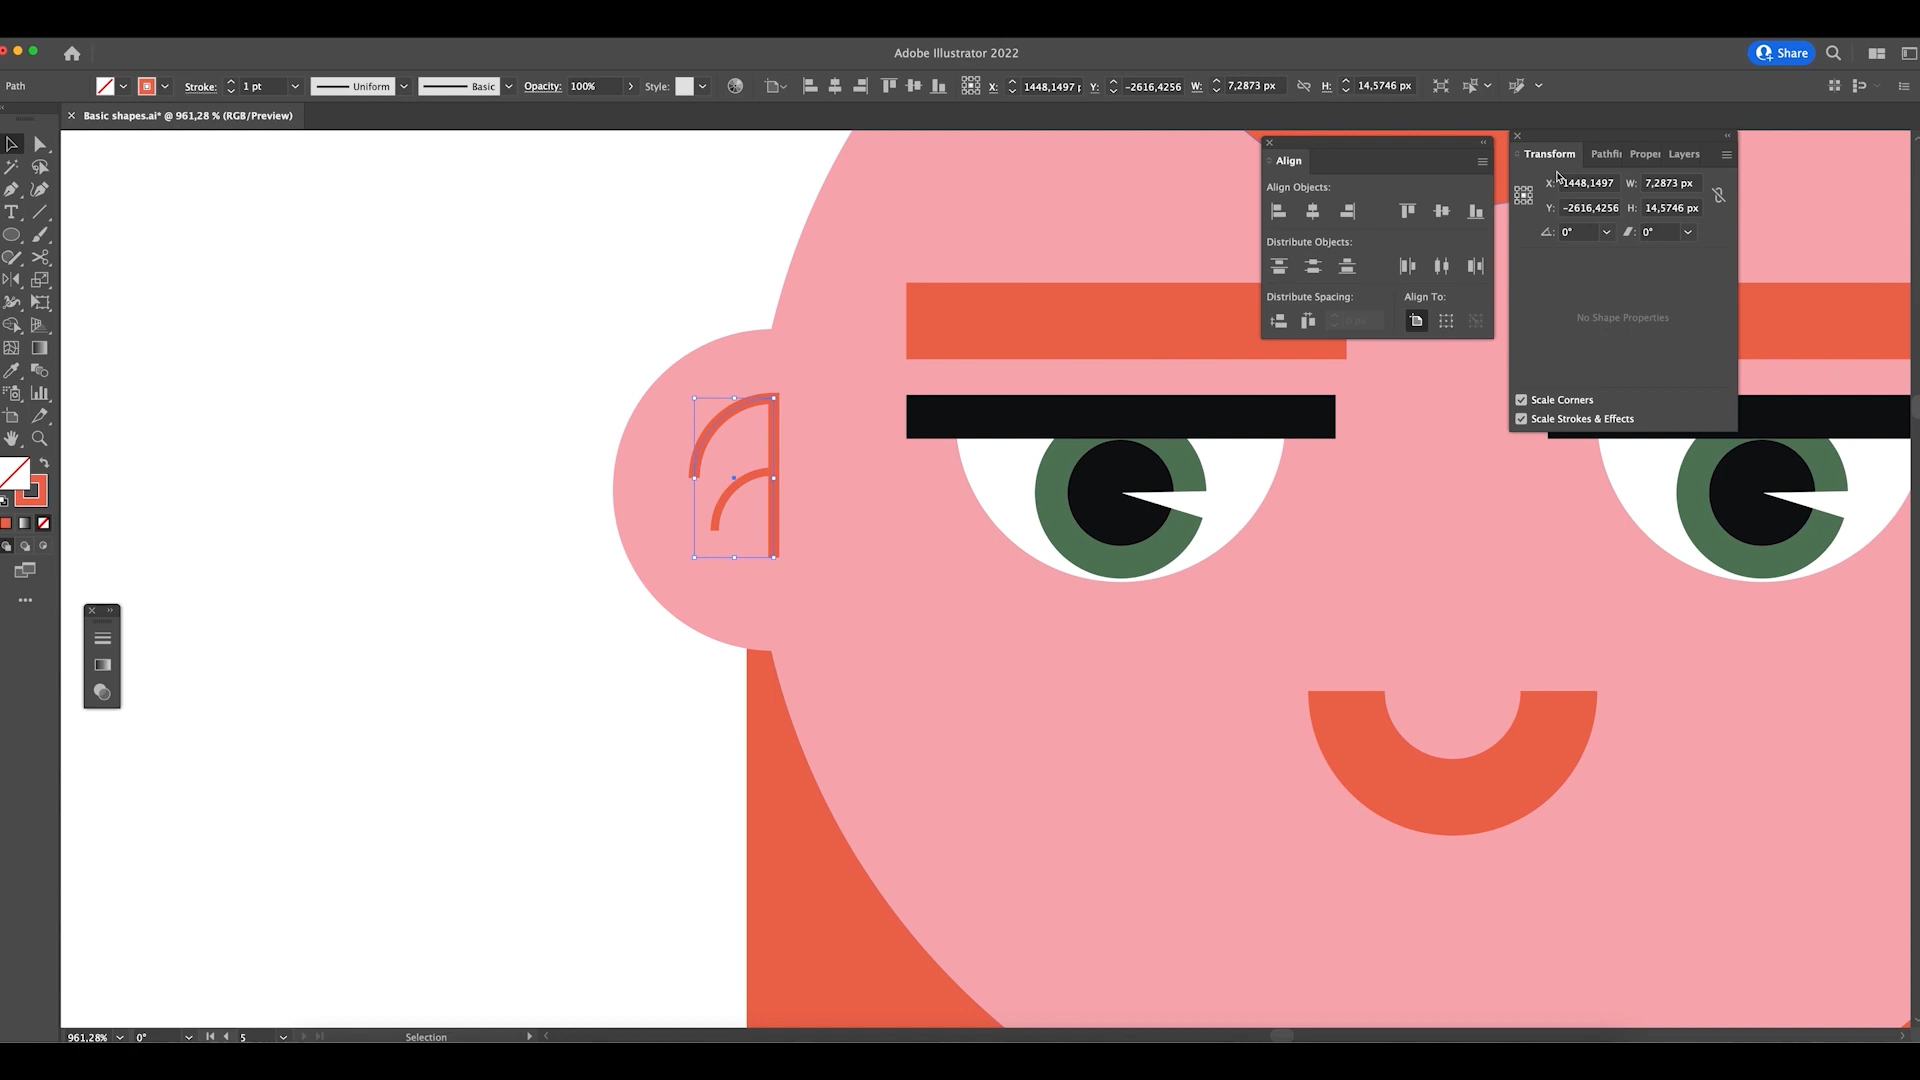 Adobe Illustrator 2022
Share
Path
Stroke:
1 pt
Uniform
Basic
Opacity:
100%
Style:
X:
1448,1497 p
Y:
-2616,4256
W:
7,2873 px
H:
14,5746 px
Basic shapes.ai* @ 961,28 % (RGB/Preview)
Align
Align Objects:
Distribute Objects:
Distribute Spacing:
Align To:
0 px
Transform
Pathfi
Proper
Layers
X:
1448,1497
W:
7,2873 px
Y:
-2616,4256
H:
14,5746 px
0°
0°
No Shape Properties
Scale Corners
Scale Strokes & Effects
961,28%
0°
5
Selection